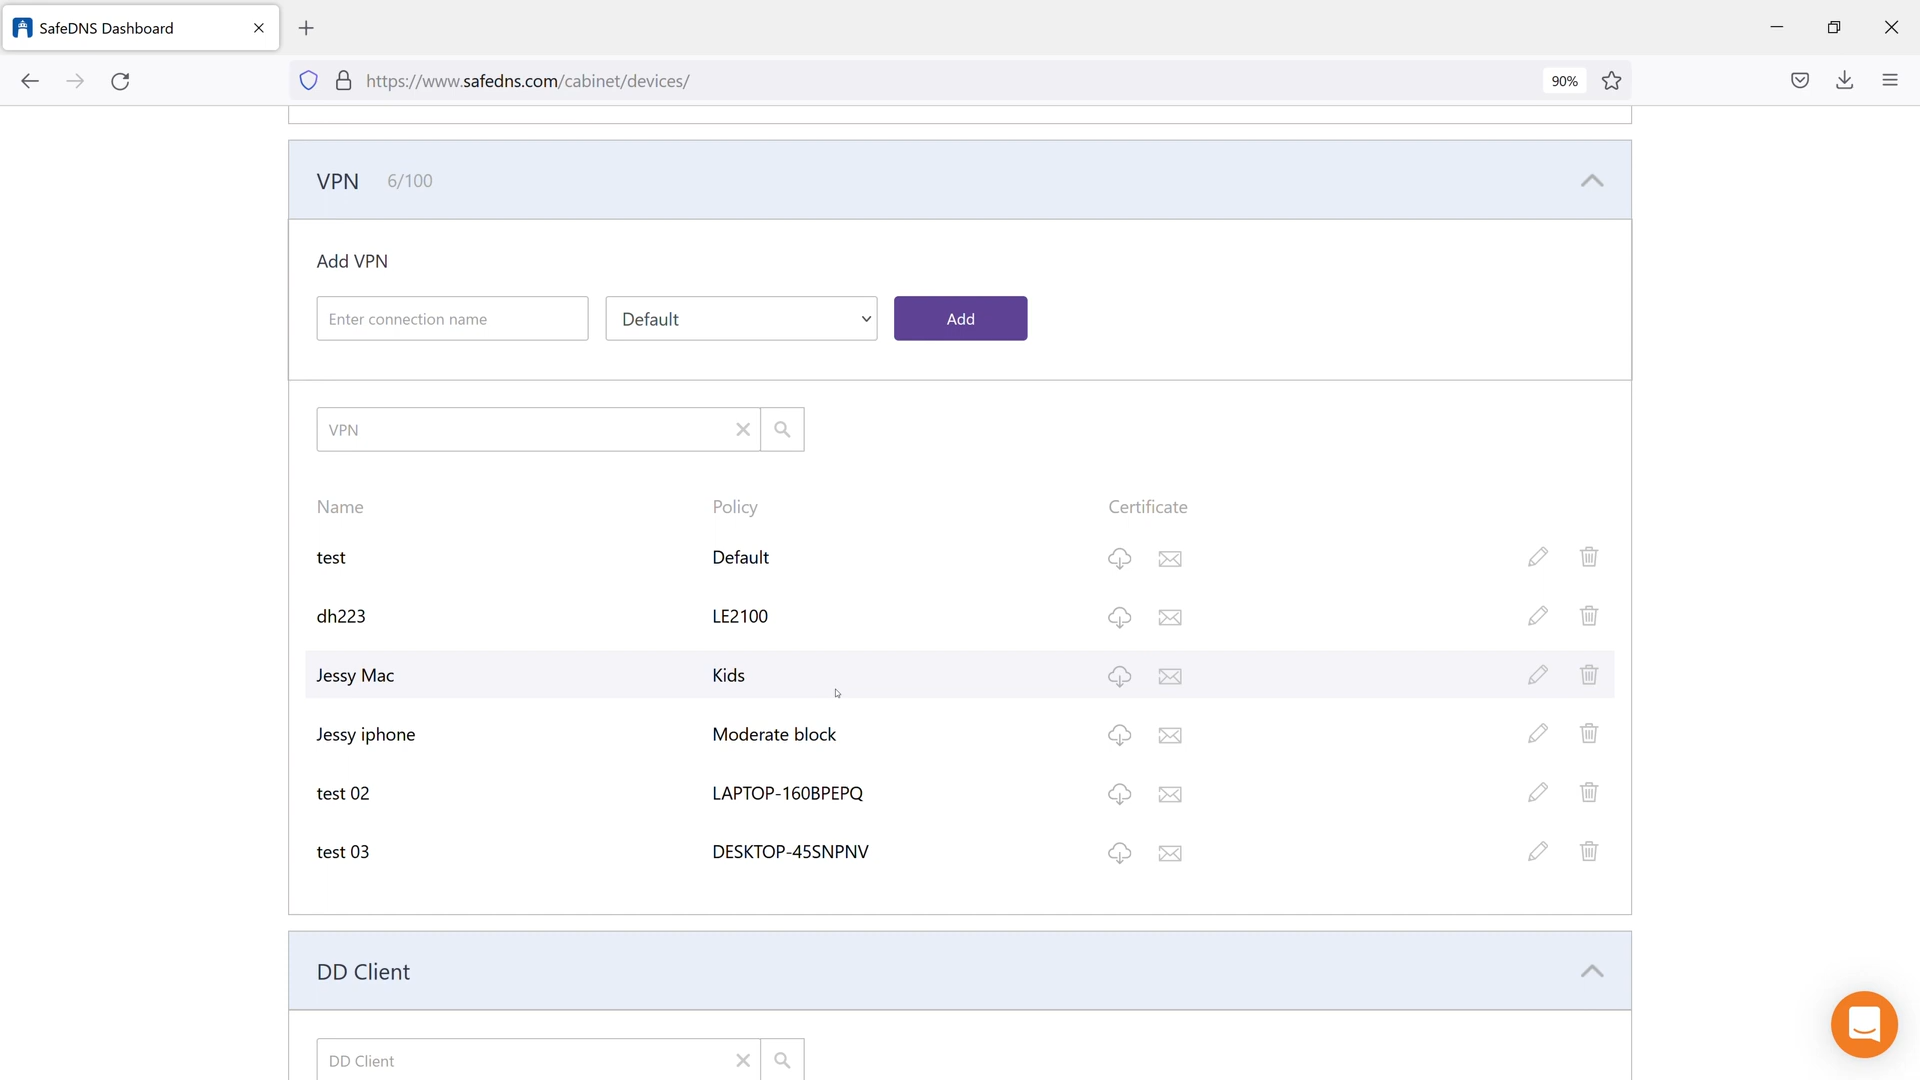 SafeDNS Dashboard
https://www.safedns.com/cabinet/devices/
90%
VPN 6/100
Add VPN
Enter connection name
Default
Add
VPN
Name Policy Certificate
test Default
dh223 LE2100
Jessy Mac Kids
Jessy iphone Moderate block
test 02 LAPTOP-160BPEPQ
test 03 DESKTOP-45SNPNV
DD Client
DD Client